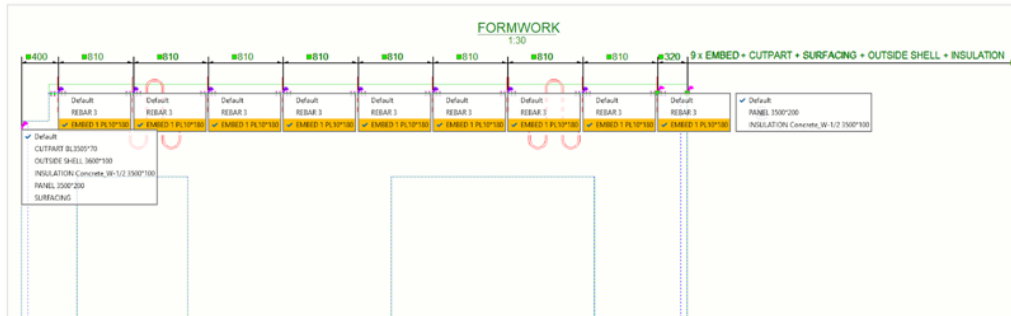 FORMWORK
1:30
400 810 810 810 810 810 810 810 320 9 x EMBED + CUTPART + SURFACING + OUTSIDE SHELL + INSULATION
Default Default Default Default Default Default Default Default Default Default
REBAR 3 REBAR 3 REBAR 3 REBAR 3 REBAR 3 REBAR 3 REBAR 3 REBAR 3 REBAR 3 PANEL 3500*200
EMBED 1 PL10*180 EMBED 1 PL10*180 EMBED 1 PL10*180 EMBED 1 PL10*180 EMBED 1 PL10*180 EMBED 1 PL10*180 EMBED 1 PL10*180 EMBED 1 PL10*180 EMBED 1 PL10*180 INSULATION Concrete_W-1/2 3500*100
Default
CUTPART BL3505*70
OUTSIDE SHELL 3600*100
INSULATION Concrete_W-1/2 3500*100
PANEL 3500*200
SURFACING